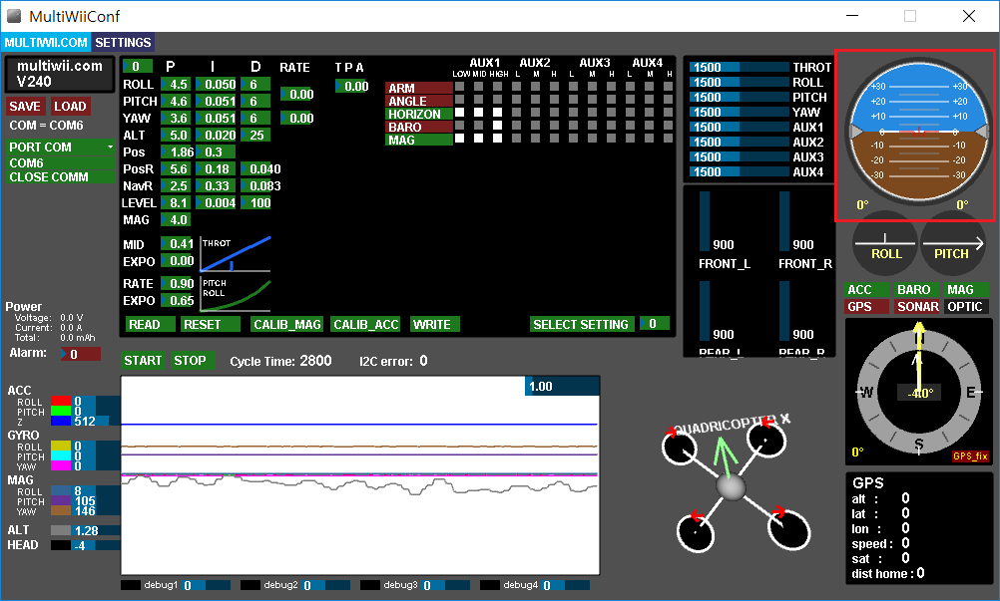 MultiWiiConf
MULTIWII.COM SETTINGS
multiwii.com
V240
SAVE LOAD
COM = COM6
PORT COM
COM6
CLOSE COMM
Power
Voltage: 0.0 V
Current: 0.0 A
Total: 0.0 mAh
Alarm: 0
0 P I D RATE T P A
ROLL 4.5 0.050 6 0.00 0.00
PITCH 4.6 0.051 6
YAW 3.6 0.051 6 0.00
ALT 5.0 0.020 25
Pos 1.86 0.3
PosR 5.6 0.18 0.040
NavR 2.5 0.33 0.083
LEVEL 8.1 0.004 100
MAG 4.0
MID 0.41
EXPO 0.00
THROT
RATE 0.90
EXPO 0.65
PITCH
ROLL
AUX1 AUX2 AUX3 AUX4
LOW MID HIGH L M H L M H L M H
ARM
ANGLE
HORIZON
BARO
MAG
READ RESET CALIB_MAG CALIB_ACC WRITE SELECT SETTING 0
1500 THROT
1500 ROLL
1500 PITCH
1500 YAW
1500 AUX1
1500 AUX2
1500 AUX3
1500 AUX4
900 900
FRONT_L FRONT_R
900 900
REAR_L REAR_R
+30 +30
+20 +20
+10 +10
0 0
-10 -10
-20 -20
-30 -30
0° 0°
ROLL PITCH
ACC BARO MAG
GPS SONAR OPTIC
N
W -4.0° E
S
0° GPS_fix
GPS
alt : 0
lat : 0
lon : 0
speed : 0
sat : 0
dist home : 0
START STOP Cycle Time: 2800 I2C error: 0
1.00
ACC
ROLL 0
PITCH 0
Z 512
GYRO
ROLL 0
PITCH 0
YAW 0
MAG
ROLL 8
PITCH 105
YAW 146
ALT 1.28
HEAD -4
QUADRICOPTER X
debug1 0 debug2 0 debug3 0 debug4 0